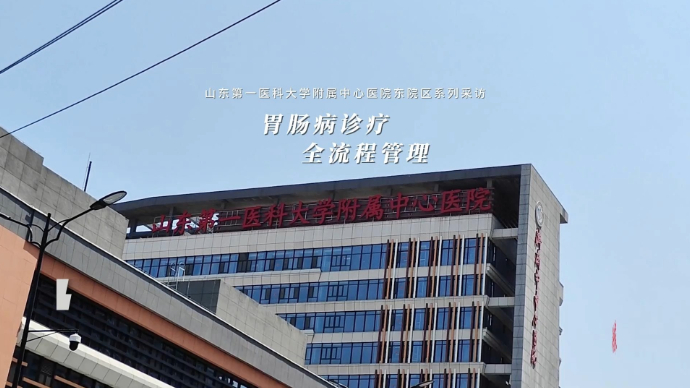 山东第一医科大学附属中心医院东院区系列采访
胃肠病诊疗
全流程管理
山东第一医科大学附属中心医院